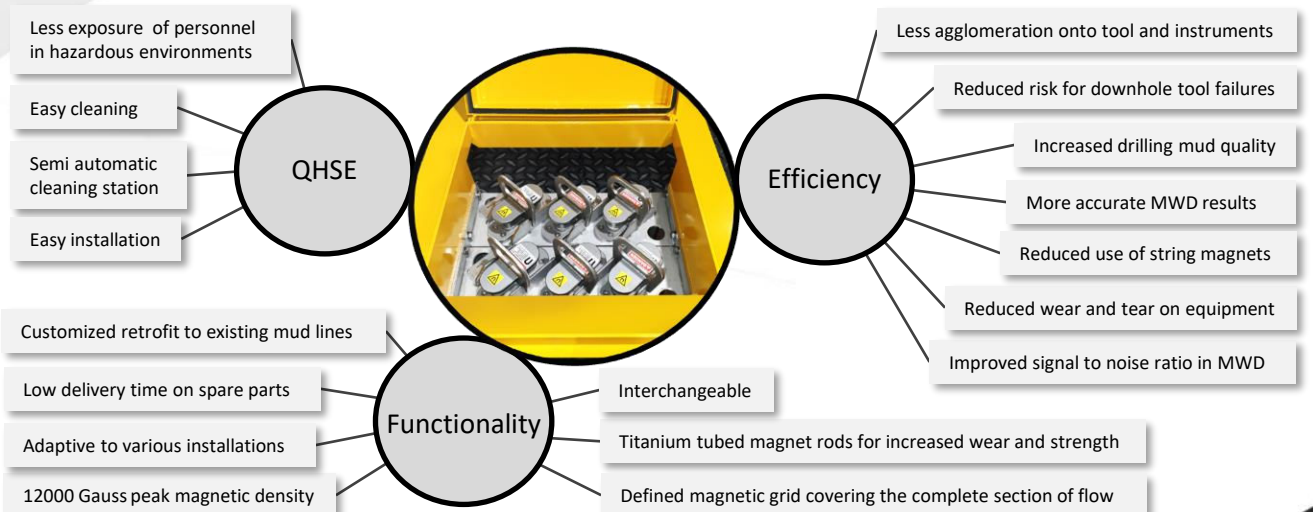 Less exposure of personnel
in hazardous environments
Easy cleaning
Semi automatic
cleaning station
Easy installation
QHSE
Less agglomeration onto tool and instruments
Reduced risk for downhole tool failures
Increased drilling mud quality
More accurate MWD results
Reduced use of string magnets
Reduced wear and tear on equipment
Improved signal to noise ratio in MWD
Efficiency
Customized retrofit to existing mud lines
Low delivery time on spare parts
Adaptive to various installations
12000 Gauss peak magnetic density
Functionality
Interchangeable
Titanium tubed magnet rods for increased wear and strength
Defined magnetic grid covering the complete section of flow